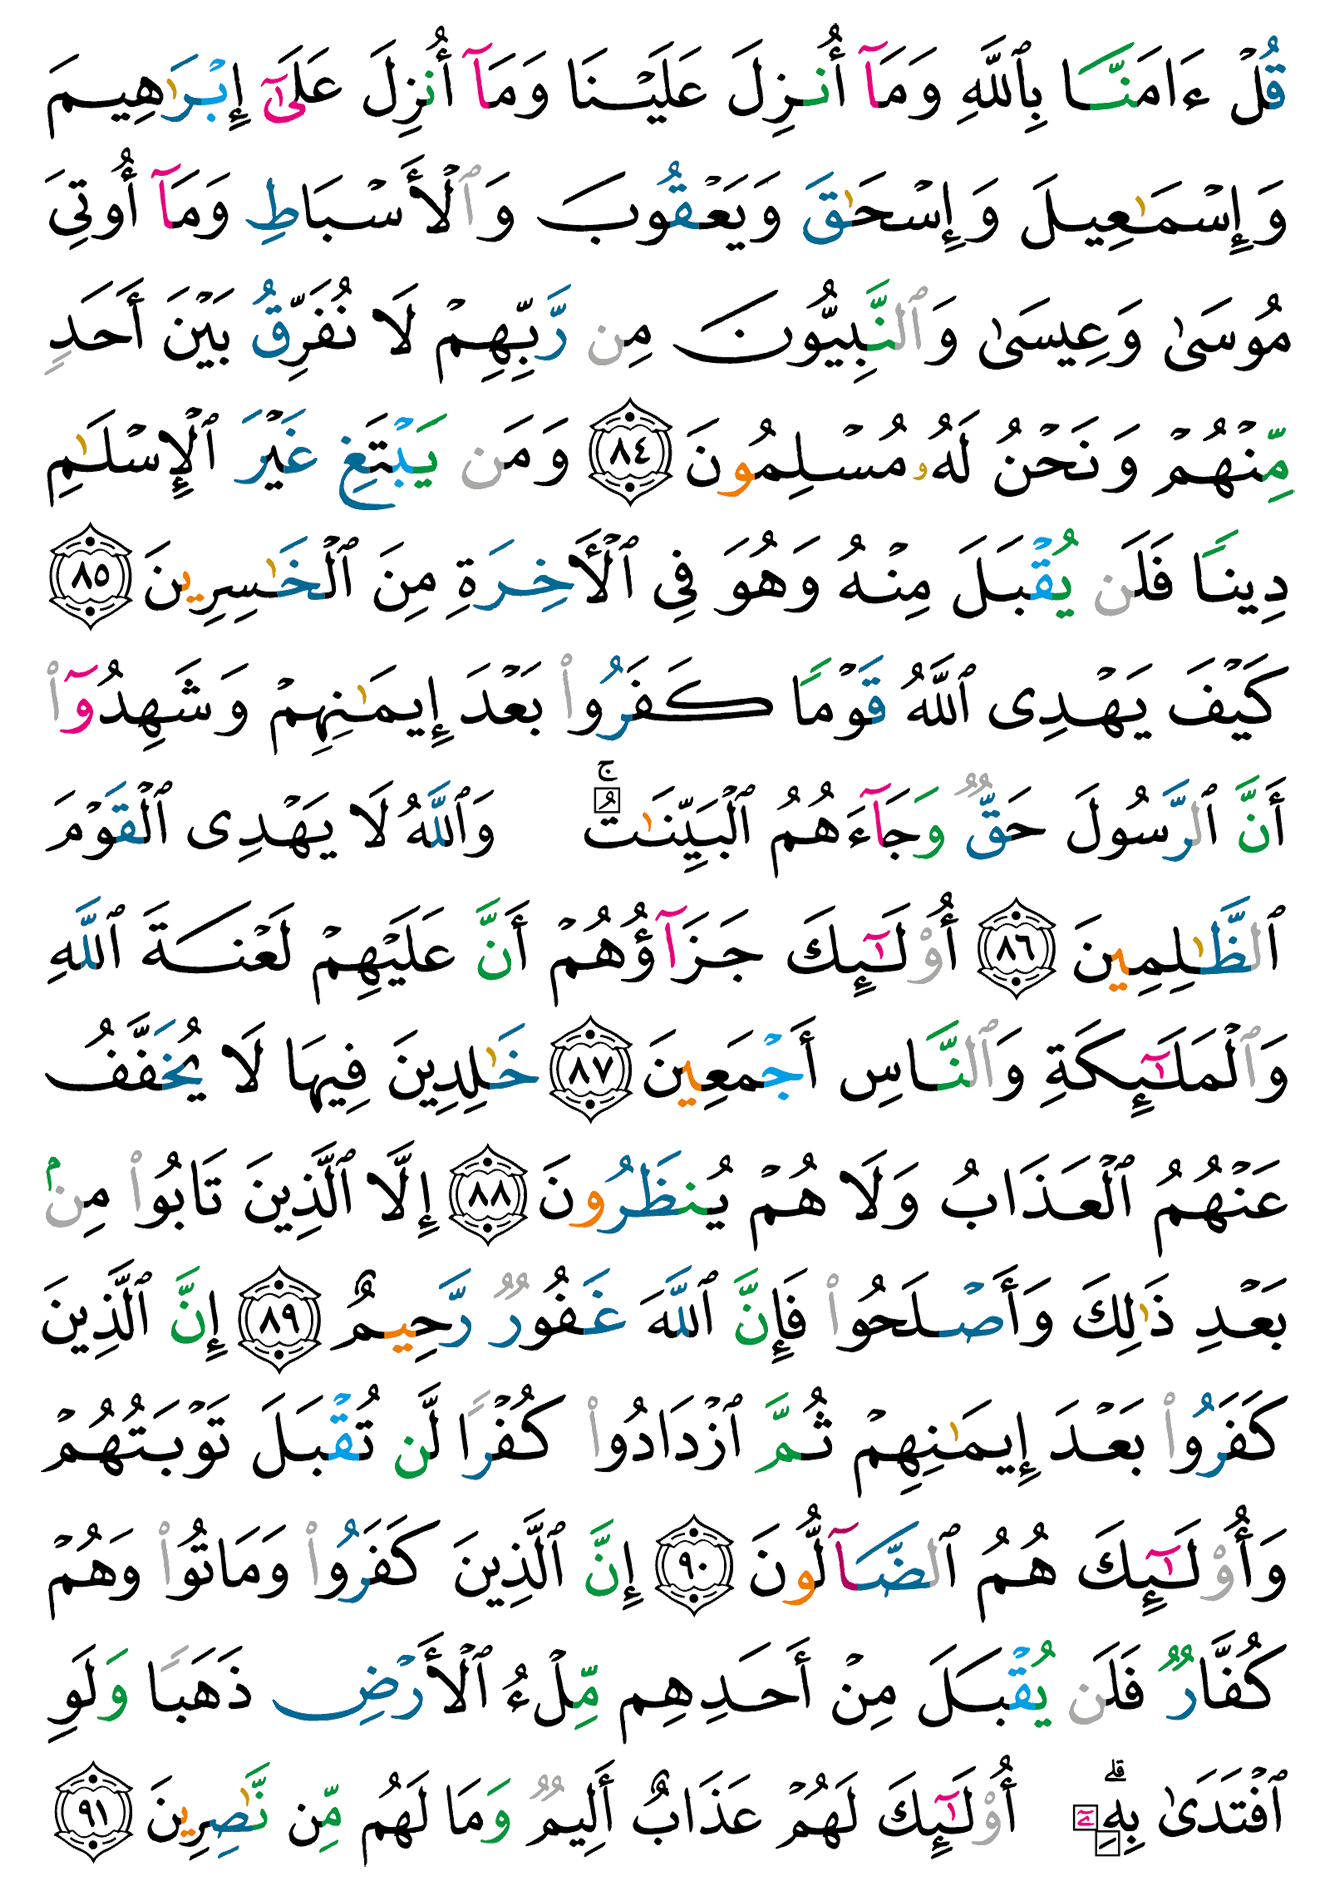 قُلْ ءَامَنَّا بِٱللَّهِ وَمَآ أُنزِلَ عَلَيْنَا وَمَآ أُنزِلَ عَلَىٰٓ إِبْرَٰهِيمَ
وَإِسْمَٰعِيلَ وَإِسْحَٰقَ وَيَعْقُوبَ وَٱلْأَسْبَاطِ وَمَآ أُوتِىَ
مُوسَىٰ وَعِيسَىٰ وَٱلنَّبِيُّونَ مِن رَّبِّهِمْ لَا نُفَرِّقُ بَيْنَ أَحَدٍ
مِّنْهُمْ وَنَحْنُ لَهُۥ مُسْلِمُونَ ٨٤ وَمَن يَبْتَغِ غَيْرَ ٱلْإِسْلَٰمِ
دِينًا فَلَن يُقْبَلَ مِنْهُ وَهُوَ فِى ٱلْأَخِرَةِ مِنَ ٱلْخَٰسِرِينَ ٨٥
كَيْفَ يَهْدِى ٱللَّهُ قَوْمًا كَفَرُوا۟ بَعْدَ إِيمَٰنِهِمْ وَشَهِدُوٓا۟
أَنَّ ٱلرَّسُولَ حَقٌّ وَجَآءَهُمُ ٱلْبَيِّنَٰتُ ۚ وَٱللَّهُ لَا يَهْدِى ٱلْقَوْمَ
ٱلظَّٰلِمِينَ ٨٦ أُو۟لَٰٓئِكَ جَزَآؤُهُمْ أَنَّ عَلَيْهِمْ لَعْنَةَ ٱللَّهِ
وَٱلْمَلَٰٓئِكَةِ وَٱلنَّاسِ أَجْمَعِينَ ٨٧ خَٰلِدِينَ فِيهَا لَا يُخَفَّفُ
عَنْهُمُ ٱلْعَذَابُ وَلَا هُمْ يُنظَرُونَ ٨٨ إِلَّا ٱلَّذِينَ تَابُوا۟ مِنۢ
بَعْدِ ذَٰلِكَ وَأَصْلَحُوا۟ فَإِنَّ ٱللَّهَ غَفُورٌ رَّحِيمٌ ٨٩ إِنَّ ٱلَّذِينَ
كَفَرُوا۟ بَعْدَ إِيمَٰنِهِمْ ثُمَّ ٱزْدَادُوا۟ كُفْرًا لَّن تُقْبَلَ تَوْبَتُهُمْ
وَأُو۟لَٰٓئِكَ هُمُ ٱلضَّآلُّونَ ٩٠ إِنَّ ٱلَّذِينَ كَفَرُوا۟ وَمَاتُوا۟ وَهُمْ
كُفَّارٌ فَلَن يُقْبَلَ مِنْ أَحَدِهِم مِّلْءُ ٱلْأَرْضِ ذَهَبًا وَلَوِ
ٱفْتَدَىٰ بِهِۦٓ ۗ أُو۟لَٰٓئِكَ لَهُمْ عَذَابٌ أَلِيمٌ وَمَا لَهُم مِّن نَّٰصِرِينَ ٩١